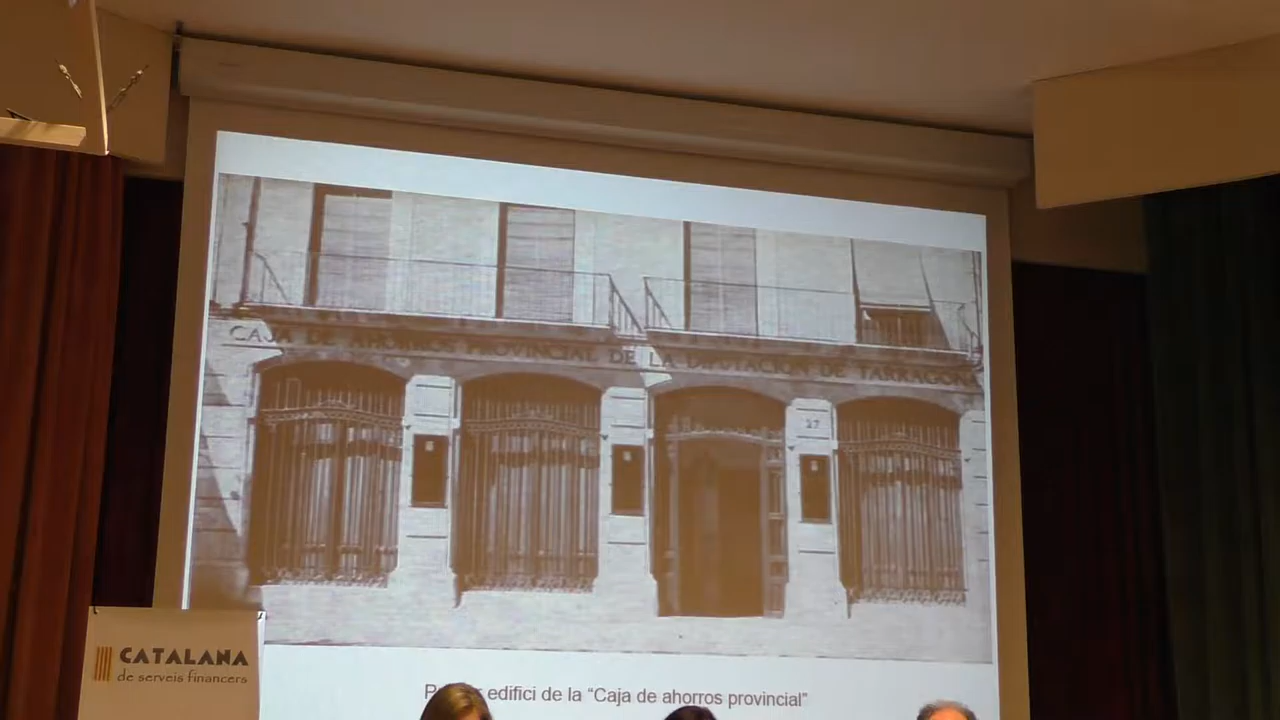 CAJA DE AHORROS PROVINCIAL DE LA DIPUTACION DE TARRAGONA
37
CATALANA
de serveis financers
edifici de la “Caja de ahorros provincial”